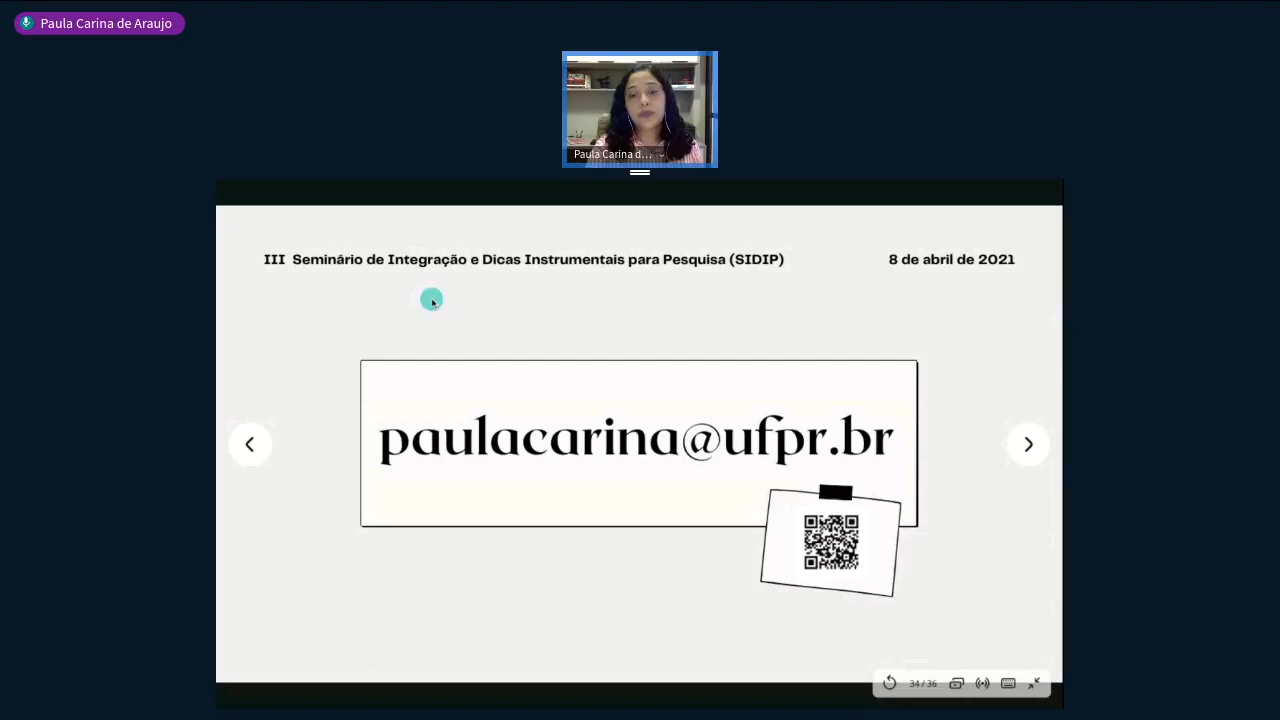 Paula Carina de Araujo
Paula Carina d...
III Seminário de Integração e Dicas Instrumentais para Pesquisa (SIDIP)
8 de abril de 2021
paulacarina@ufpr.br
34 / 36